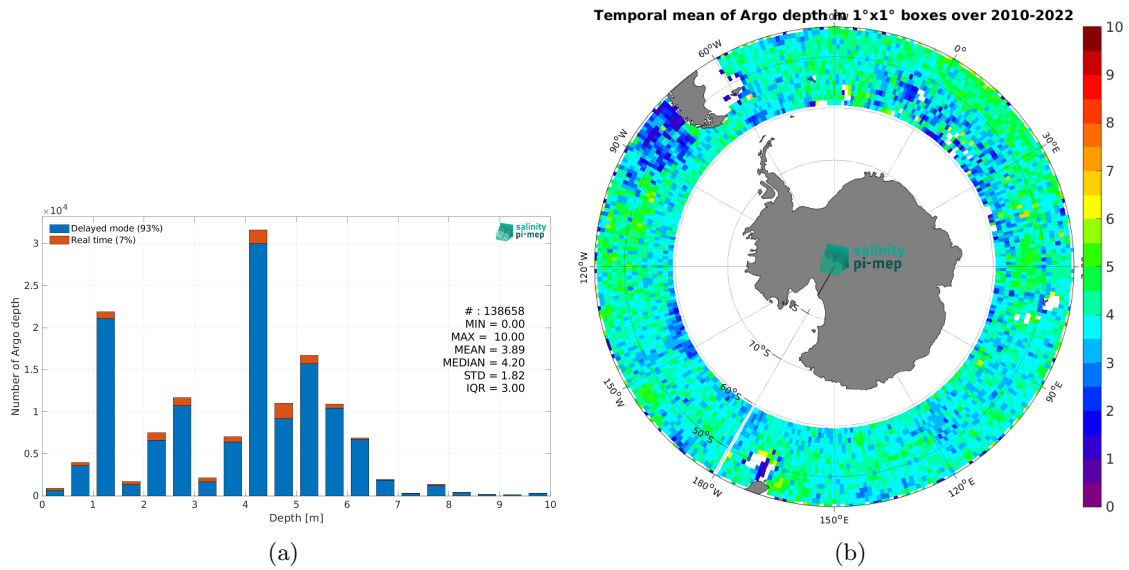 ×10⁴
3
2.5
2
1.5
1
0.5
0
Number of Argo depth
Delayed mode (93%)
Real time (7%)
salinity
pi-mep
# : 138658
MIN = 0.00
MAX = 10.00
MEAN = 3.89
MEDIAN = 4.20
STD = 1.82
IQR = 3.00
0 1 2 3 4 5 6 7 8 9 10
Depth [m]
(a)
Temporal mean of Argo depth in 1°x1° boxes over 2010-2022
60°W
0°
90°W
30°E
120°W
150°W
90°E
180°W
120°E
150°E
salinity
pi-mep
70°S
60°S
50°S
10
9
8
7
6
5
4
3
2
1
0
(b)